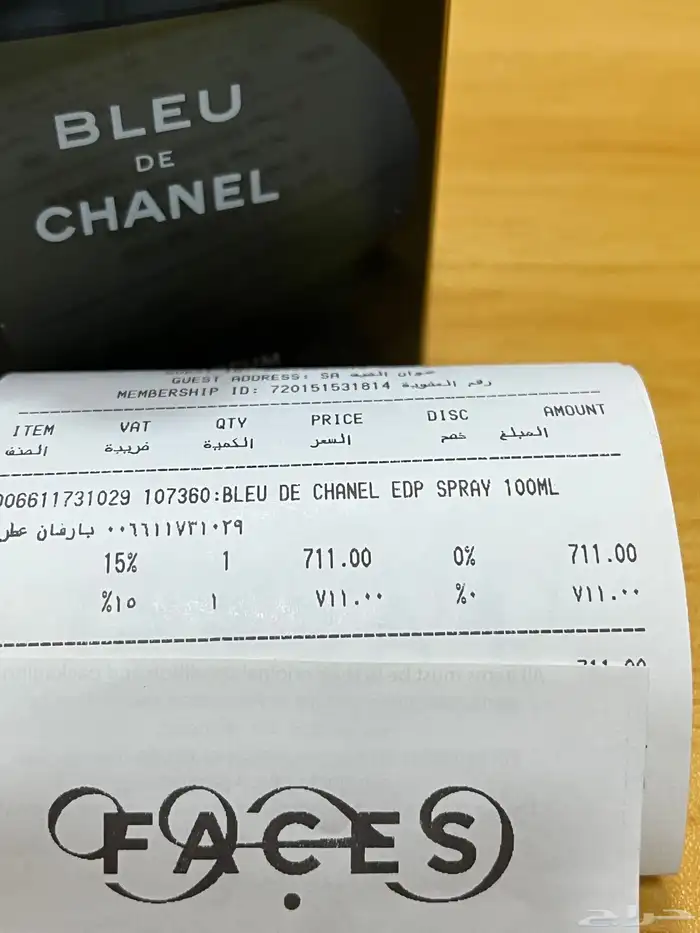 BLEU
DE
CHANEL
GUEST ADDRESS: SA
MEMBERSHIP ID: 720151531814 رقم العضوية
ITEM VAT QTY PRICE DISC AMOUNT
الصنف ضريبة الكمية السعر خصم المبلغ
006611731029 107360:BLEU DE CHANEL EDP SPRAY 100ML
٠٠٦٦١١٧٣١٠٢٩ بارفان عطر
15% 1 711.00 0% 711.00
%١٥ ١ ٧١١.٠٠ %٠ ٧١١.٠٠
711.00
FACES
حراج